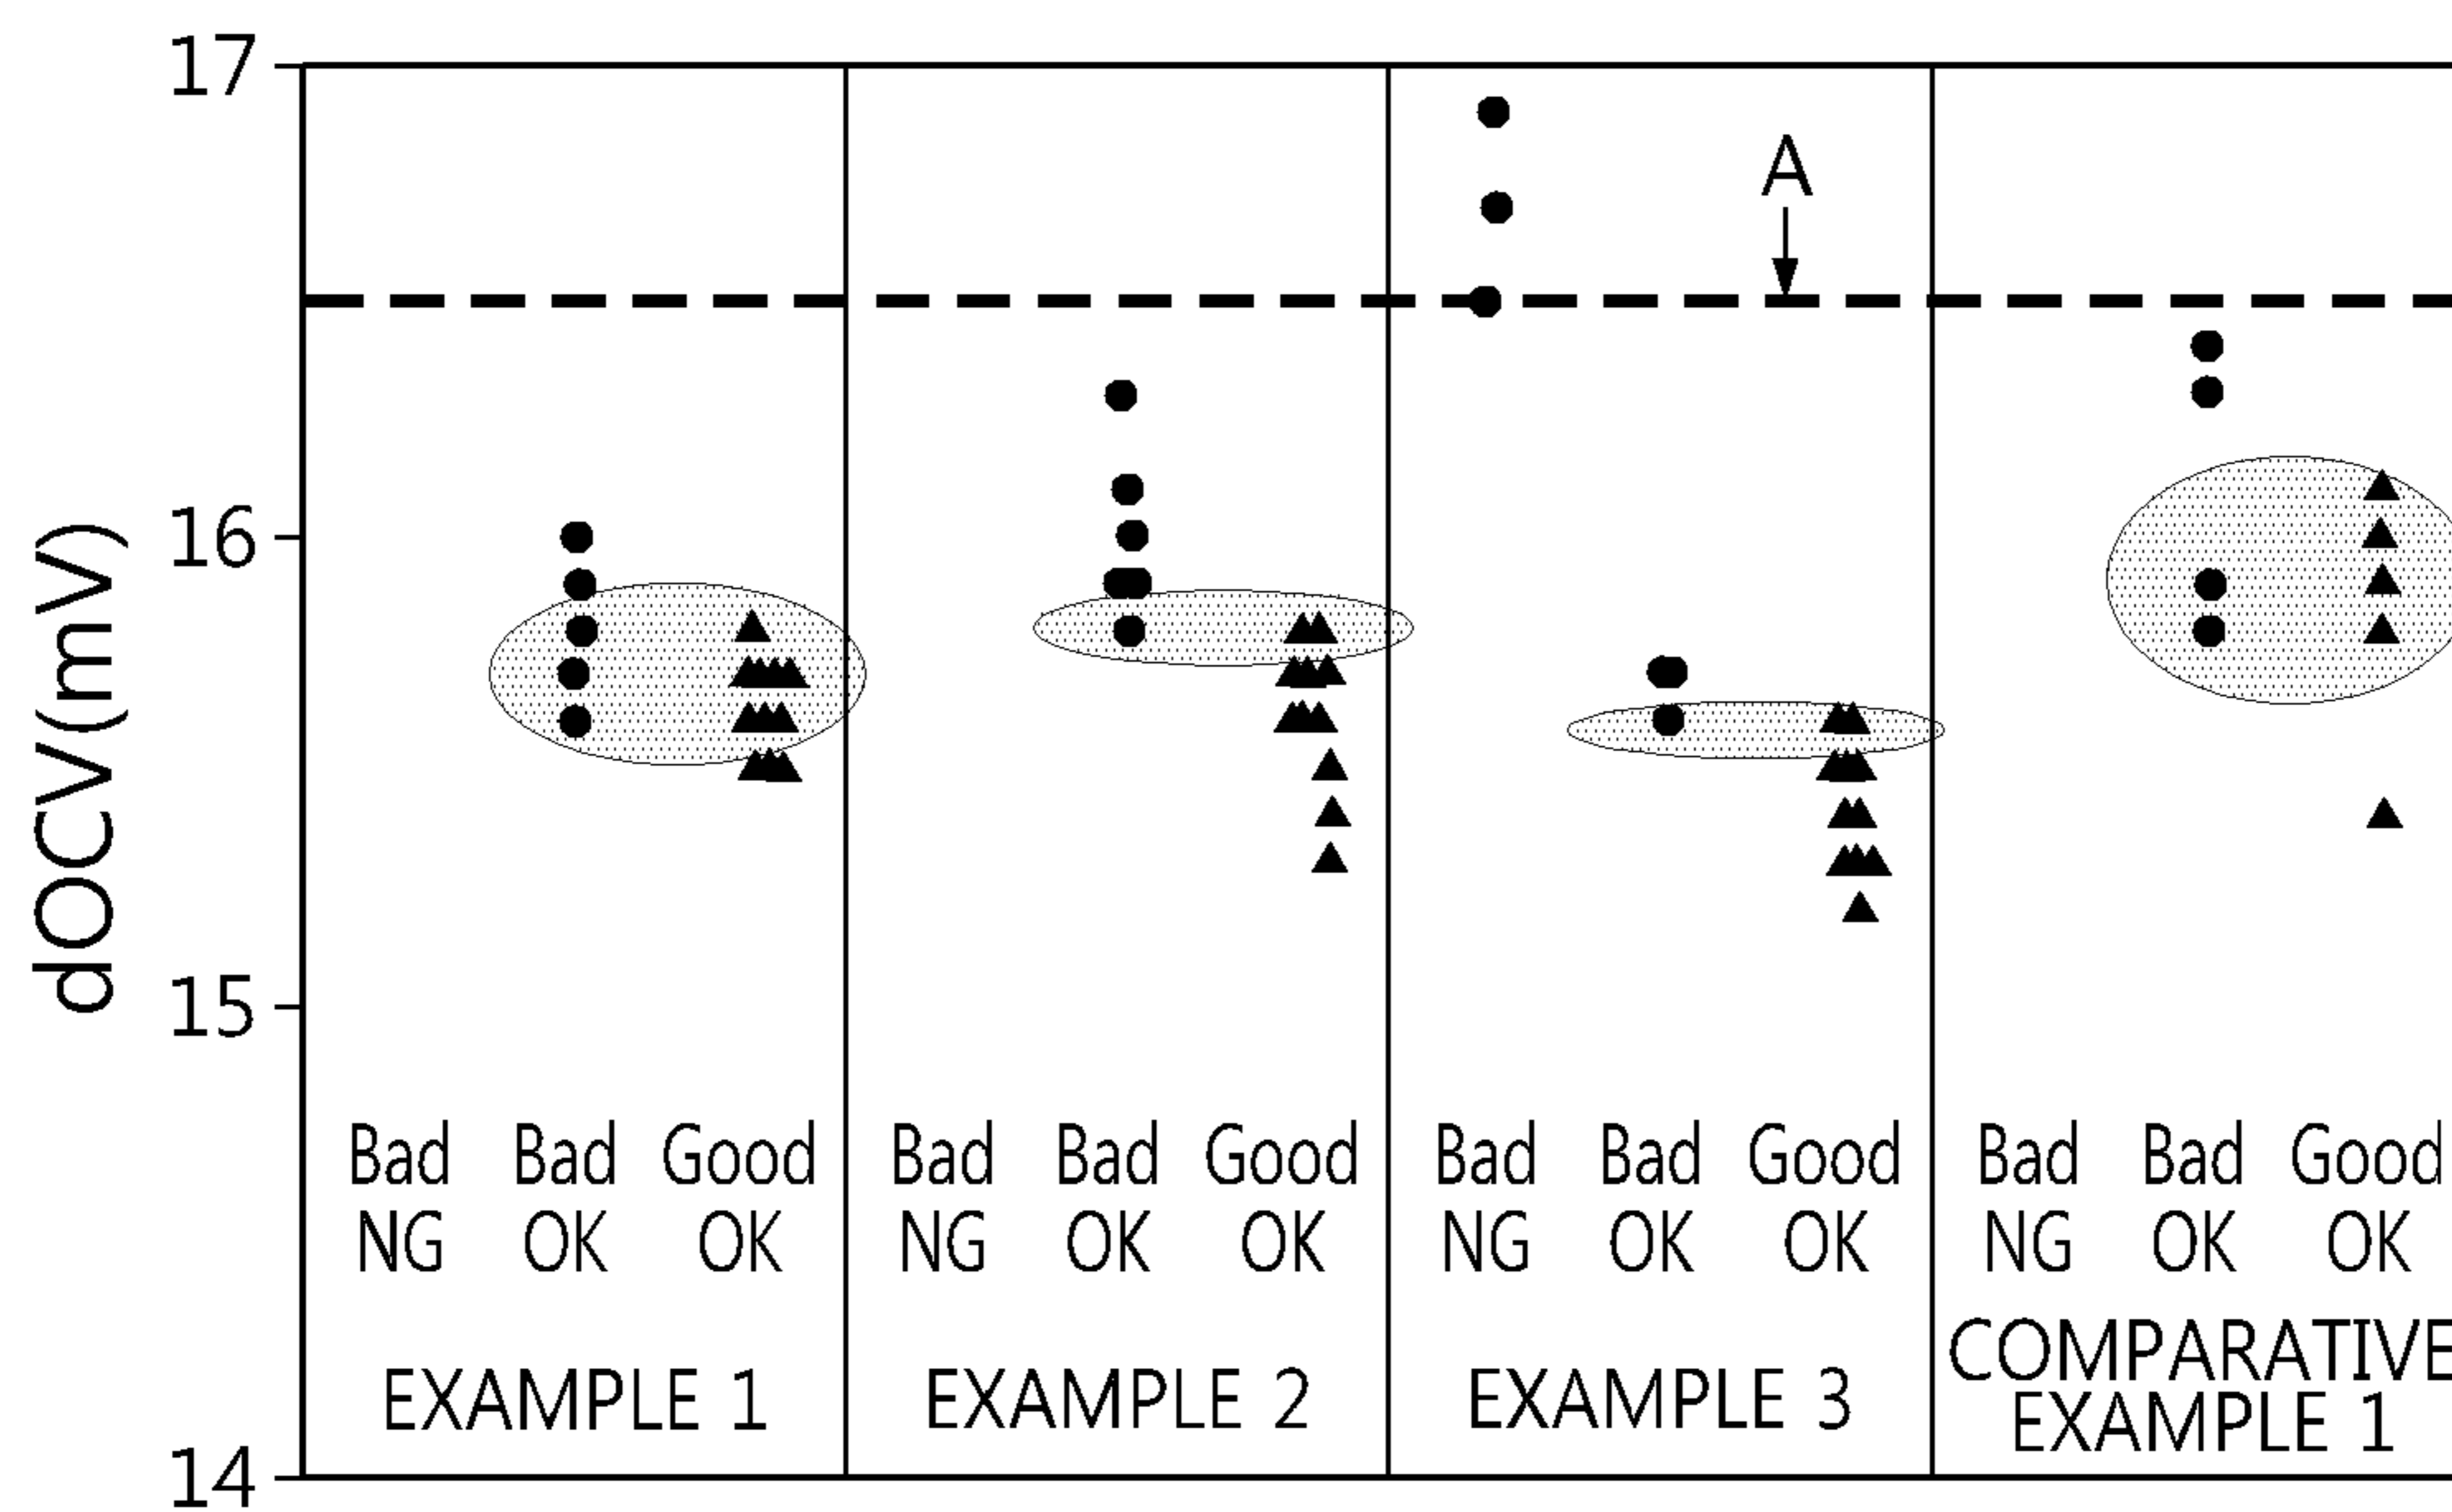 17
A
16
dOCV(mV)
15
Bad Bad Good Bad Bad Good Bad Bad Good Bad Bad Good
NG OK OK NG OK OK NG OK OK NG OK OK
COMPARATIVE
EXAMPLE 1 EXAMPLE 2 EXAMPLE 3 EXAMPLE 1
14